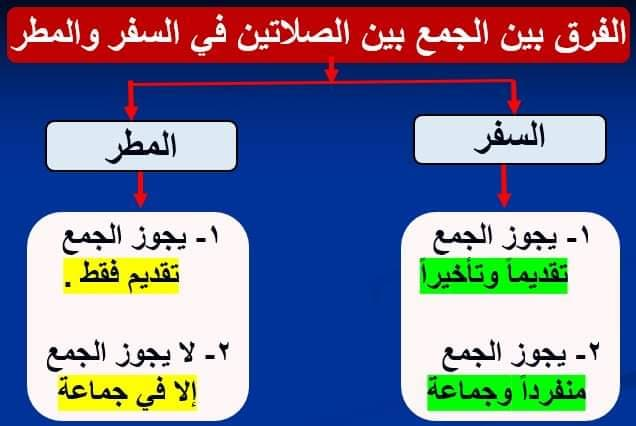 الفرق بين الجمع بين الصلاتين في السفر والمطر
السفر
١- يجوز الجمع
تقديماً وتأخيراً
٢- يجوز الجمع
منفرداً وجماعة
المطر
١- يجوز الجمع
تقديم فقط .
٢- لا يجوز الجمع
إلا في جماعة